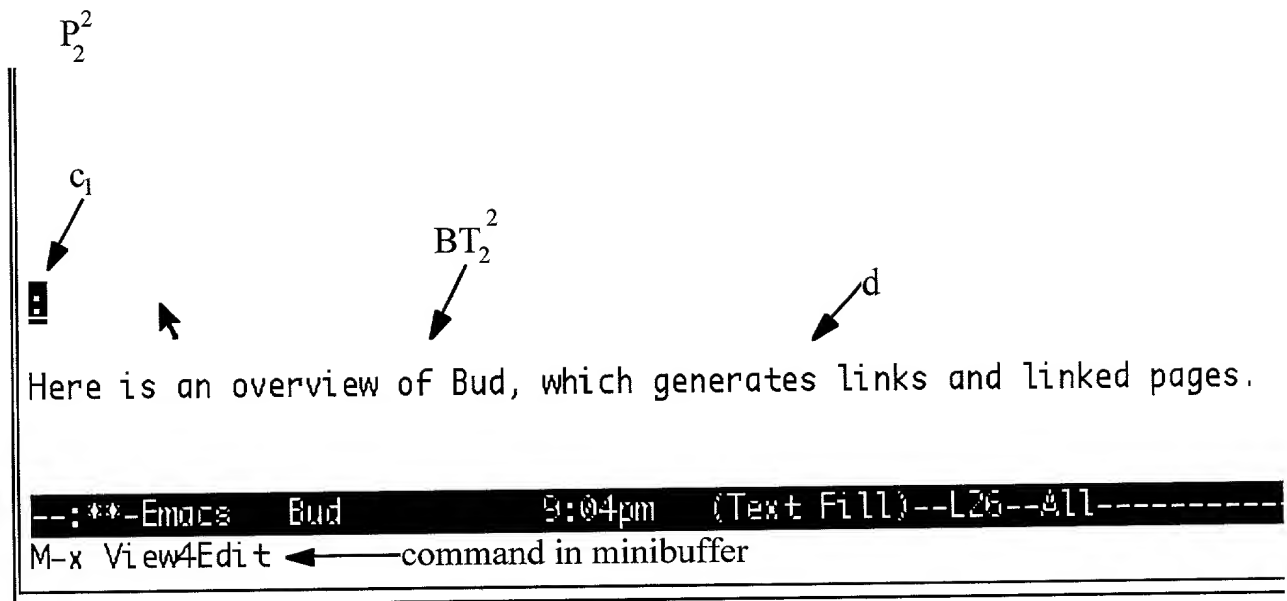 P₂²
c₁
BT₂²
d
:
Here is an overview of Bud, which generates links and linked pages.
--:**-Emacs Bud 9:04pm (Text Fill)--L26--All----------
M-x View4Edit command in minibuffer